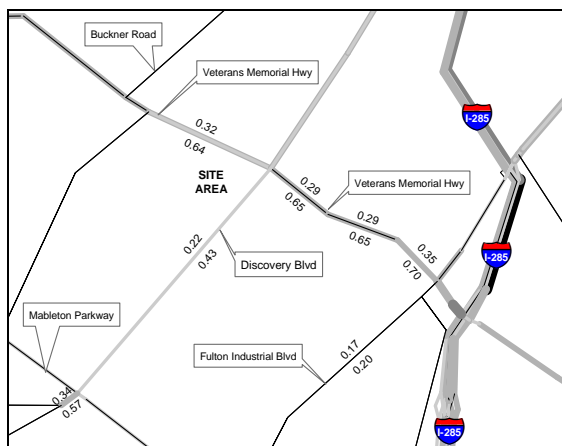 Buckner Road
Veterans Memorial Hwy
I-285
0.32
0.64
SITE
AREA
0.29
0.65
Veterans Memorial Hwy
0.29
0.65
0.22
0.43
0.35
0.70
I-285
Discovery Blvd
Mableton Parkway
0.17
0.20
Fulton Industrial Blvd
0.34
0.57
I-285